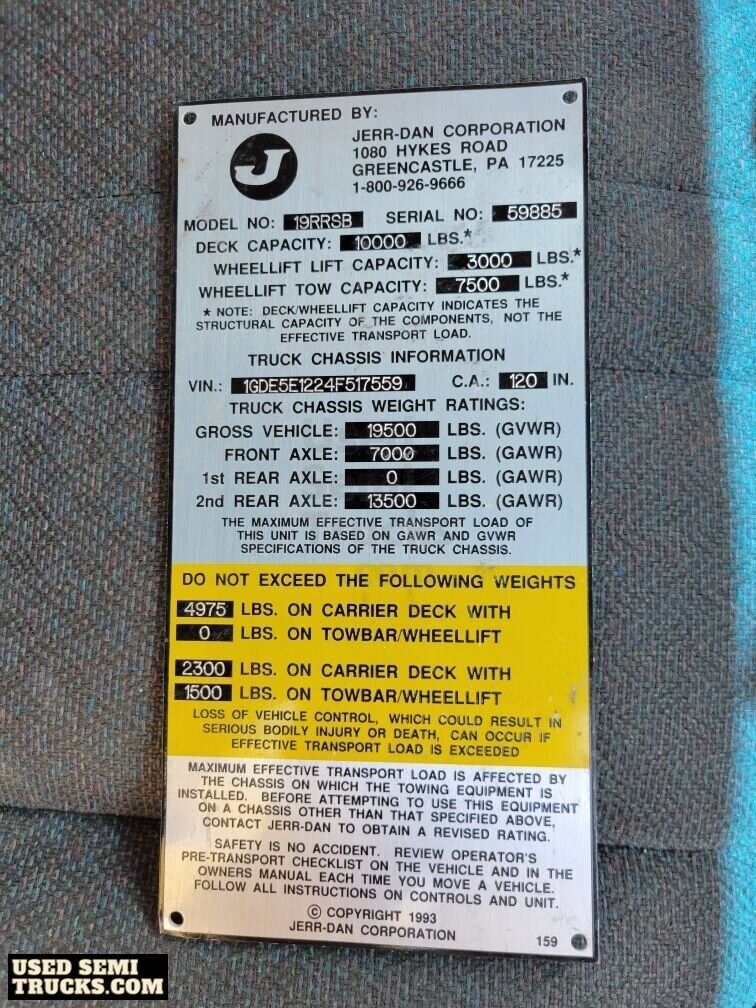 MANUFACTURED BY:
J
JERR-DAN CORPORATION
1080 HYKES ROAD
GREENCASTLE, PA 17225
1-800-926-9666
MODEL NO: 19RRSB SERIAL NO: 59885
DECK CAPACITY: 10000 LBS.*
WHEELLIFT LIFT CAPACITY: 3000 LBS.*
WHEELLIFT TOW CAPACITY: 7500 LBS.*
* NOTE: DECK/WHEELLIFT CAPACITY INDICATES THE
STRUCTURAL CAPACITY OF THE COMPONENTS, NOT THE
EFFECTIVE TRANSPORT LOAD.
TRUCK CHASSIS INFORMATION
VIN.: 1GDE5E1224F517559 C.A.: 120 IN.
TRUCK CHASSIS WEIGHT RATINGS:
GROSS VEHICLE: 19500 LBS. (GVWR)
FRONT AXLE: 7000 LBS. (GAWR)
1st REAR AXLE: 0 LBS. (GAWR)
2nd REAR AXLE: 13500 LBS. (GAWR)
THE MAXIMUM EFFECTIVE TRANSPORT LOAD OF
THIS UNIT IS BASED ON GAWR AND GVWR
SPECIFICATIONS OF THE TRUCK CHASSIS.
DO NOT EXCEED THE FOLLOWING WEIGHTS
4975 LBS. ON CARRIER DECK WITH
0 LBS. ON TOWBAR/WHEELLIFT
2300 LBS. ON CARRIER DECK WITH
1500 LBS. ON TOWBAR/WHEELLIFT
LOSS OF VEHICLE CONTROL, WHICH COULD RESULT IN
SERIOUS BODILY INJURY OR DEATH, CAN OCCUR IF
EFFECTIVE TRANSPORT LOAD IS EXCEEDED
MAXIMUM EFFECTIVE TRANSPORT LOAD IS AFFECTED BY
THE CHASSIS ON WHICH THE TOWING EQUIPMENT IS
INSTALLED. BEFORE ATTEMPTING TO USE THIS EQUIPMENT
ON A CHASSIS OTHER THAN THAT SPECIFIED ABOVE,
CONTACT JERR-DAN TO OBTAIN A REVISED RATING.
SAFETY IS NO ACCIDENT. REVIEW OPERATOR'S
PRE-TRANSPORT CHECKLIST ON THE VEHICLE AND IN THE
OWNERS MANUAL EACH TIME YOU MOVE A VEHICLE.
FOLLOW ALL INSTRUCTIONS ON CONTROLS AND UNIT.
© COPYRIGHT 1993
JERR-DAN CORPORATION 159
USED SEMI
TRUCKS.COM